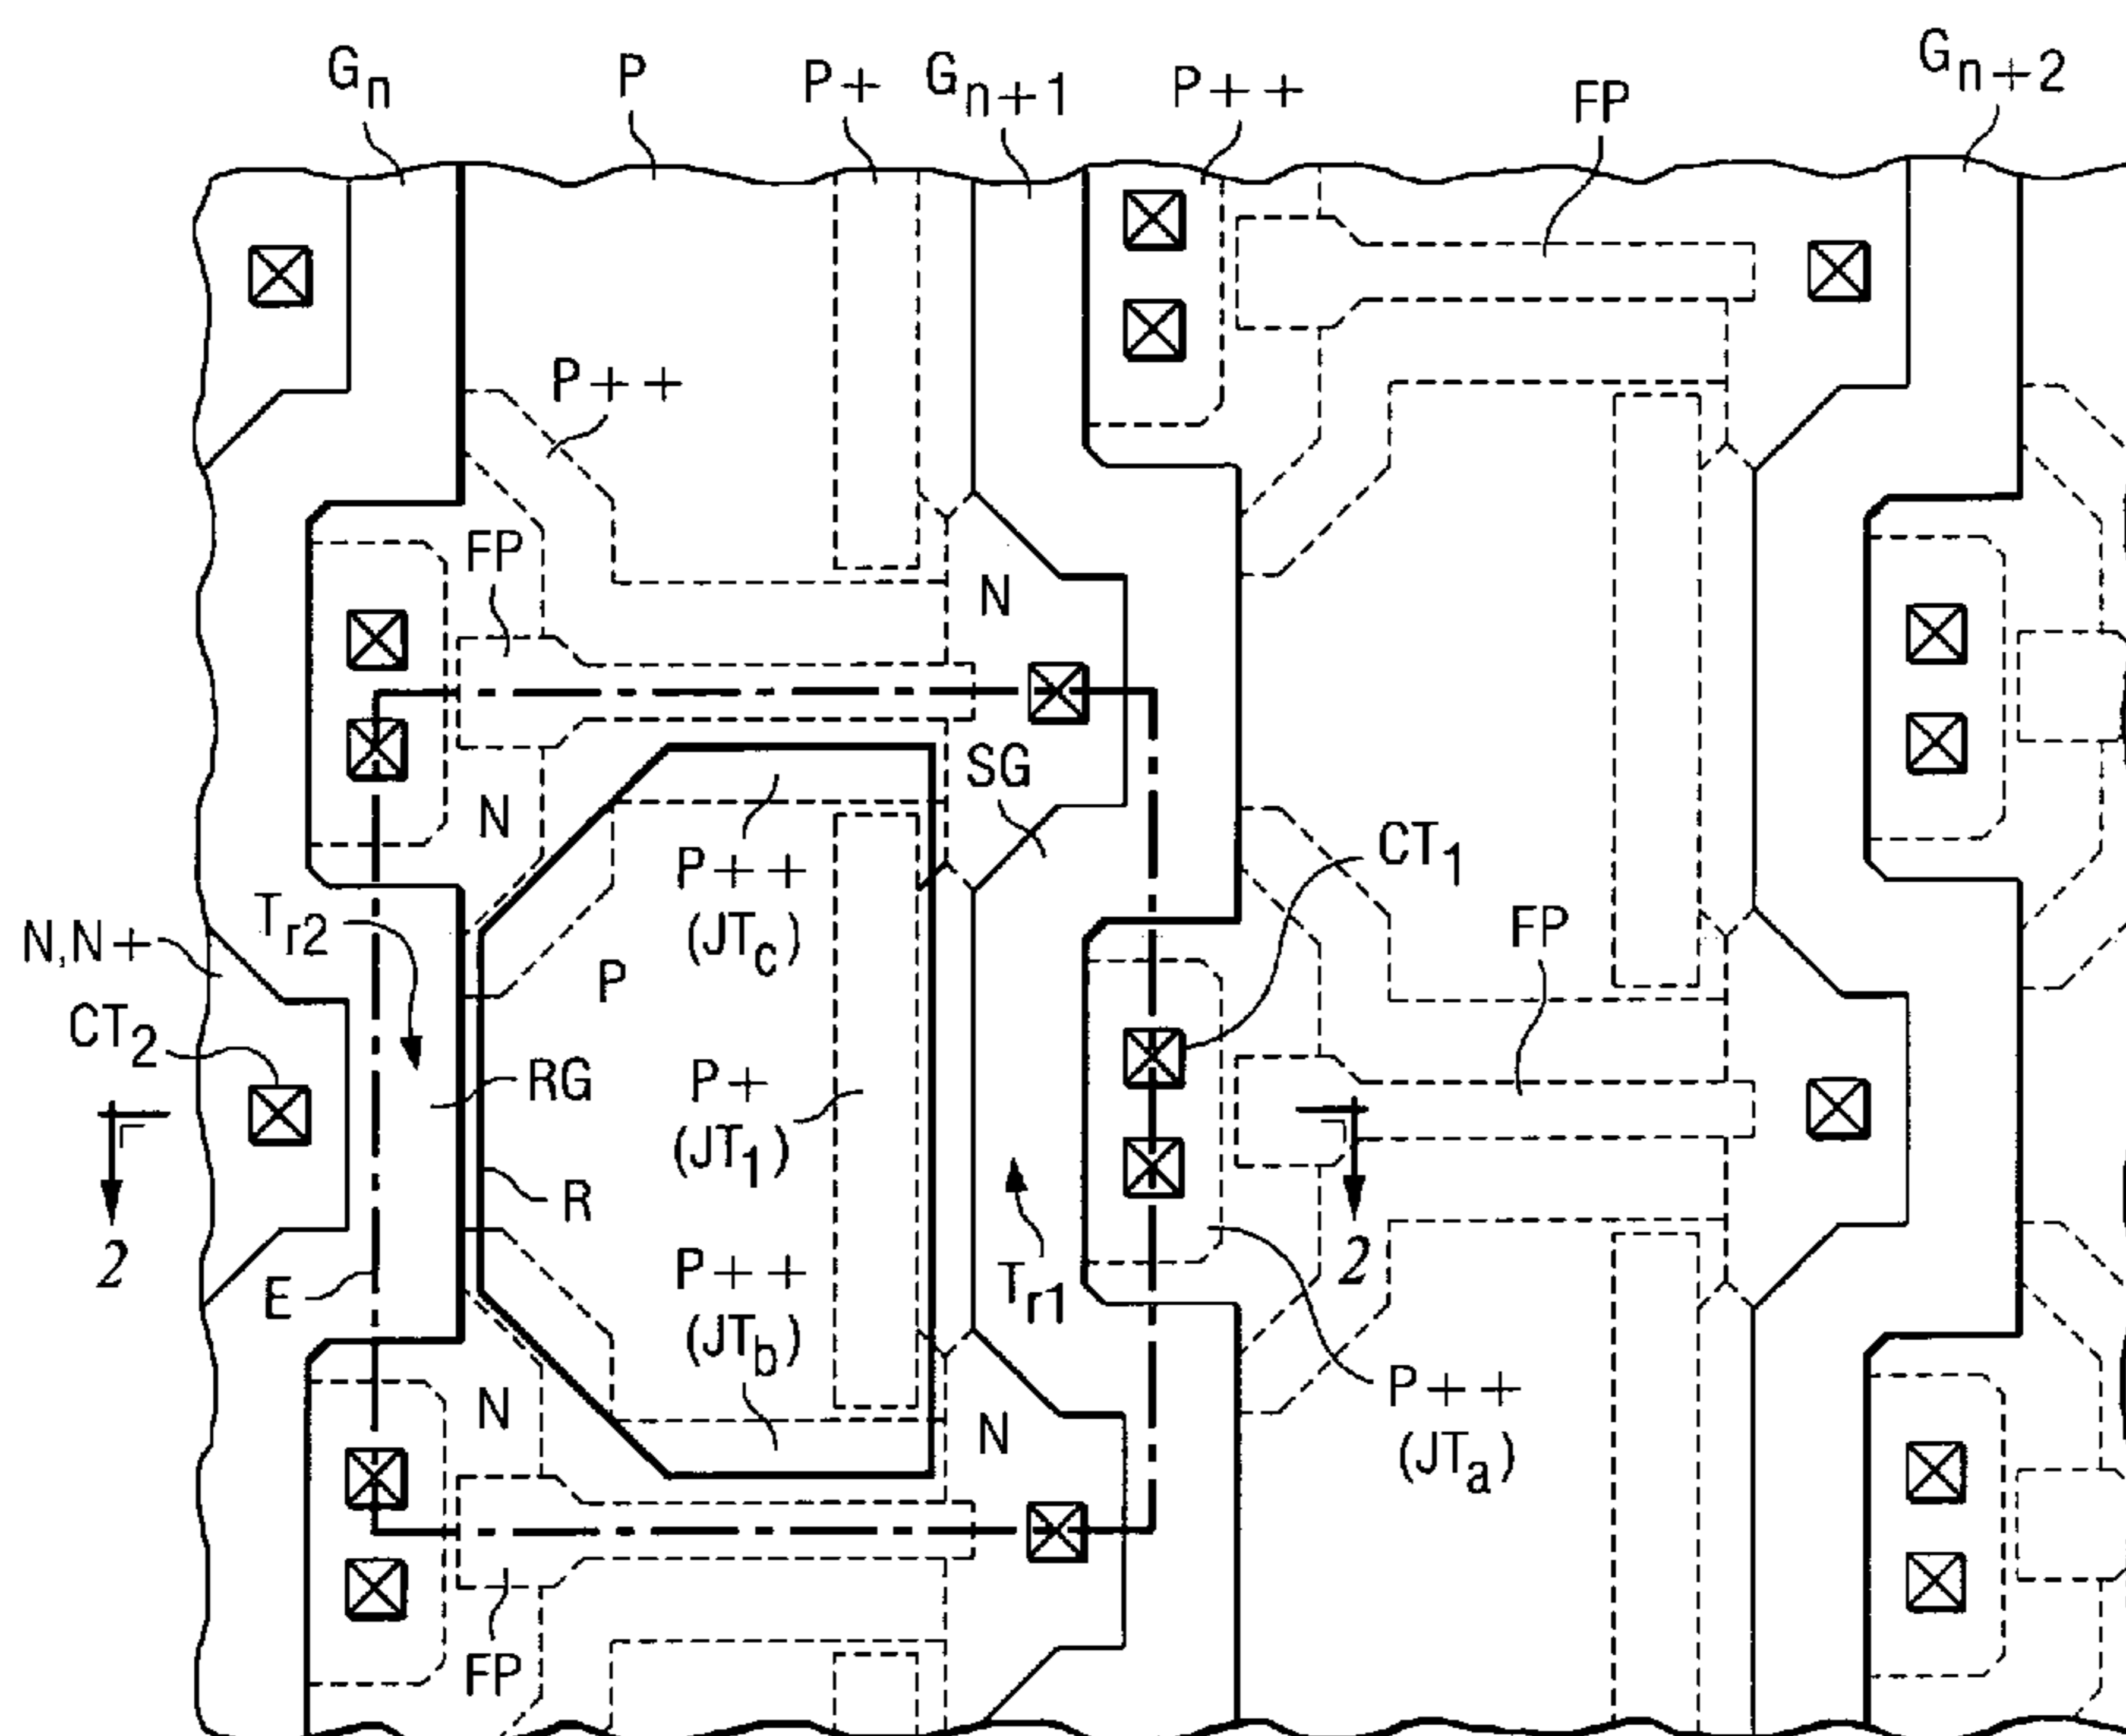 Gn P P+ Gn+1 P++ FP Gn+2
P++
FP
N
SG
N
P++
(JTc)
CT1
Tr2
FP
N,N+
P
CT2
P+
(JT1)
RG
R
2
P++
(JTb)
E
Tr1
2
P++
(JTa)
N
N
FP